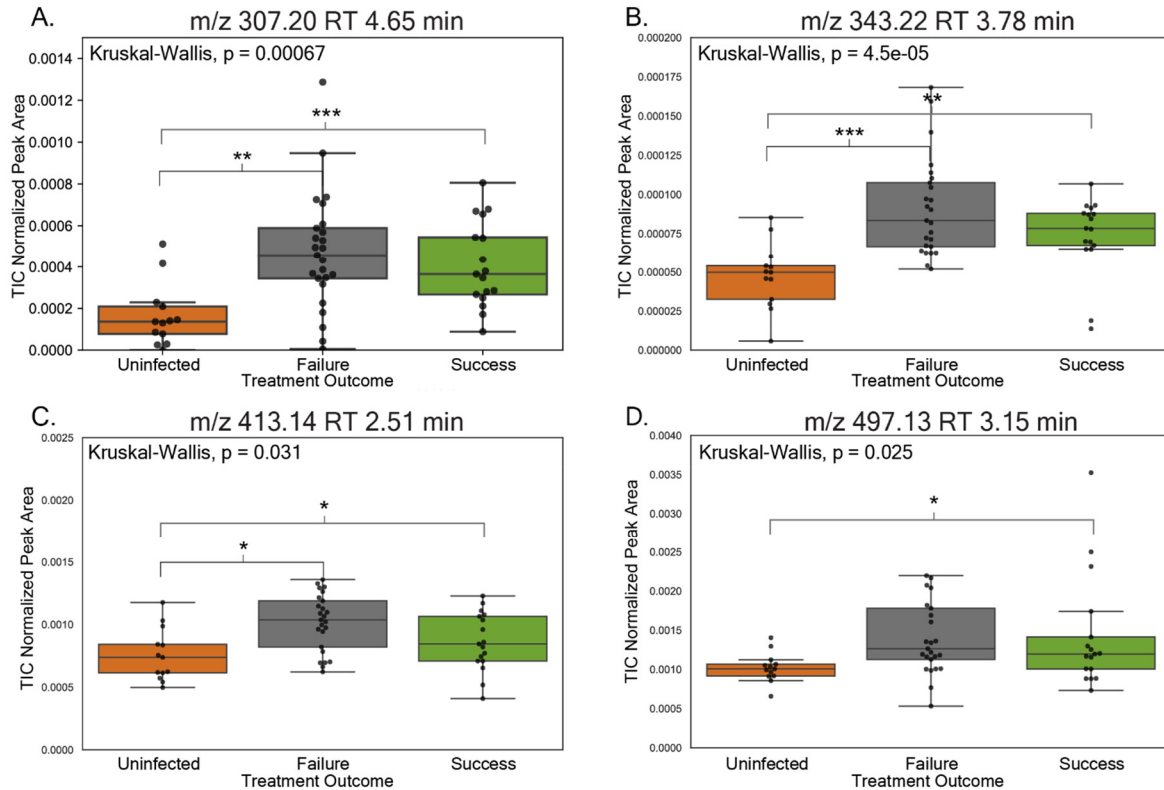 A.
m/z 307.20 RT 4.65 min
Kruskal-Wallis, p = 0.00067
TIC Normalized Peak Area
0.0014
0.0012
0.0010
0.0008
0.0006
0.0004
0.0002
0.0000
***
**
Uninfected Failure Success
Treatment Outcome
B.
m/z 343.22 RT 3.78 min
Kruskal-Wallis, p = 4.5e-05
TIC Normalized Peak Area
0.000200
0.000175
0.000150
0.000125
0.000100
0.000075
0.000050
0.000025
0.000000
**
***
Uninfected Failure Success
Treatment Outcome
C.
m/z 413.14 RT 2.51 min
Kruskal-Wallis, p = 0.031
TIC Normalized Peak Area
0.0025
0.0020
0.0015
0.0010
0.0005
0.0000
*
*
Uninfected Failure Success
Treatment Outcome
D.
m/z 497.13 RT 3.15 min
Kruskal-Wallis, p = 0.025
TIC Normalized Peak Area
0.0040
0.0035
0.0030
0.0025
0.0020
0.0015
0.0010
0.0005
0.0000
*
Uninfected Failure Success
Treatment Outcome